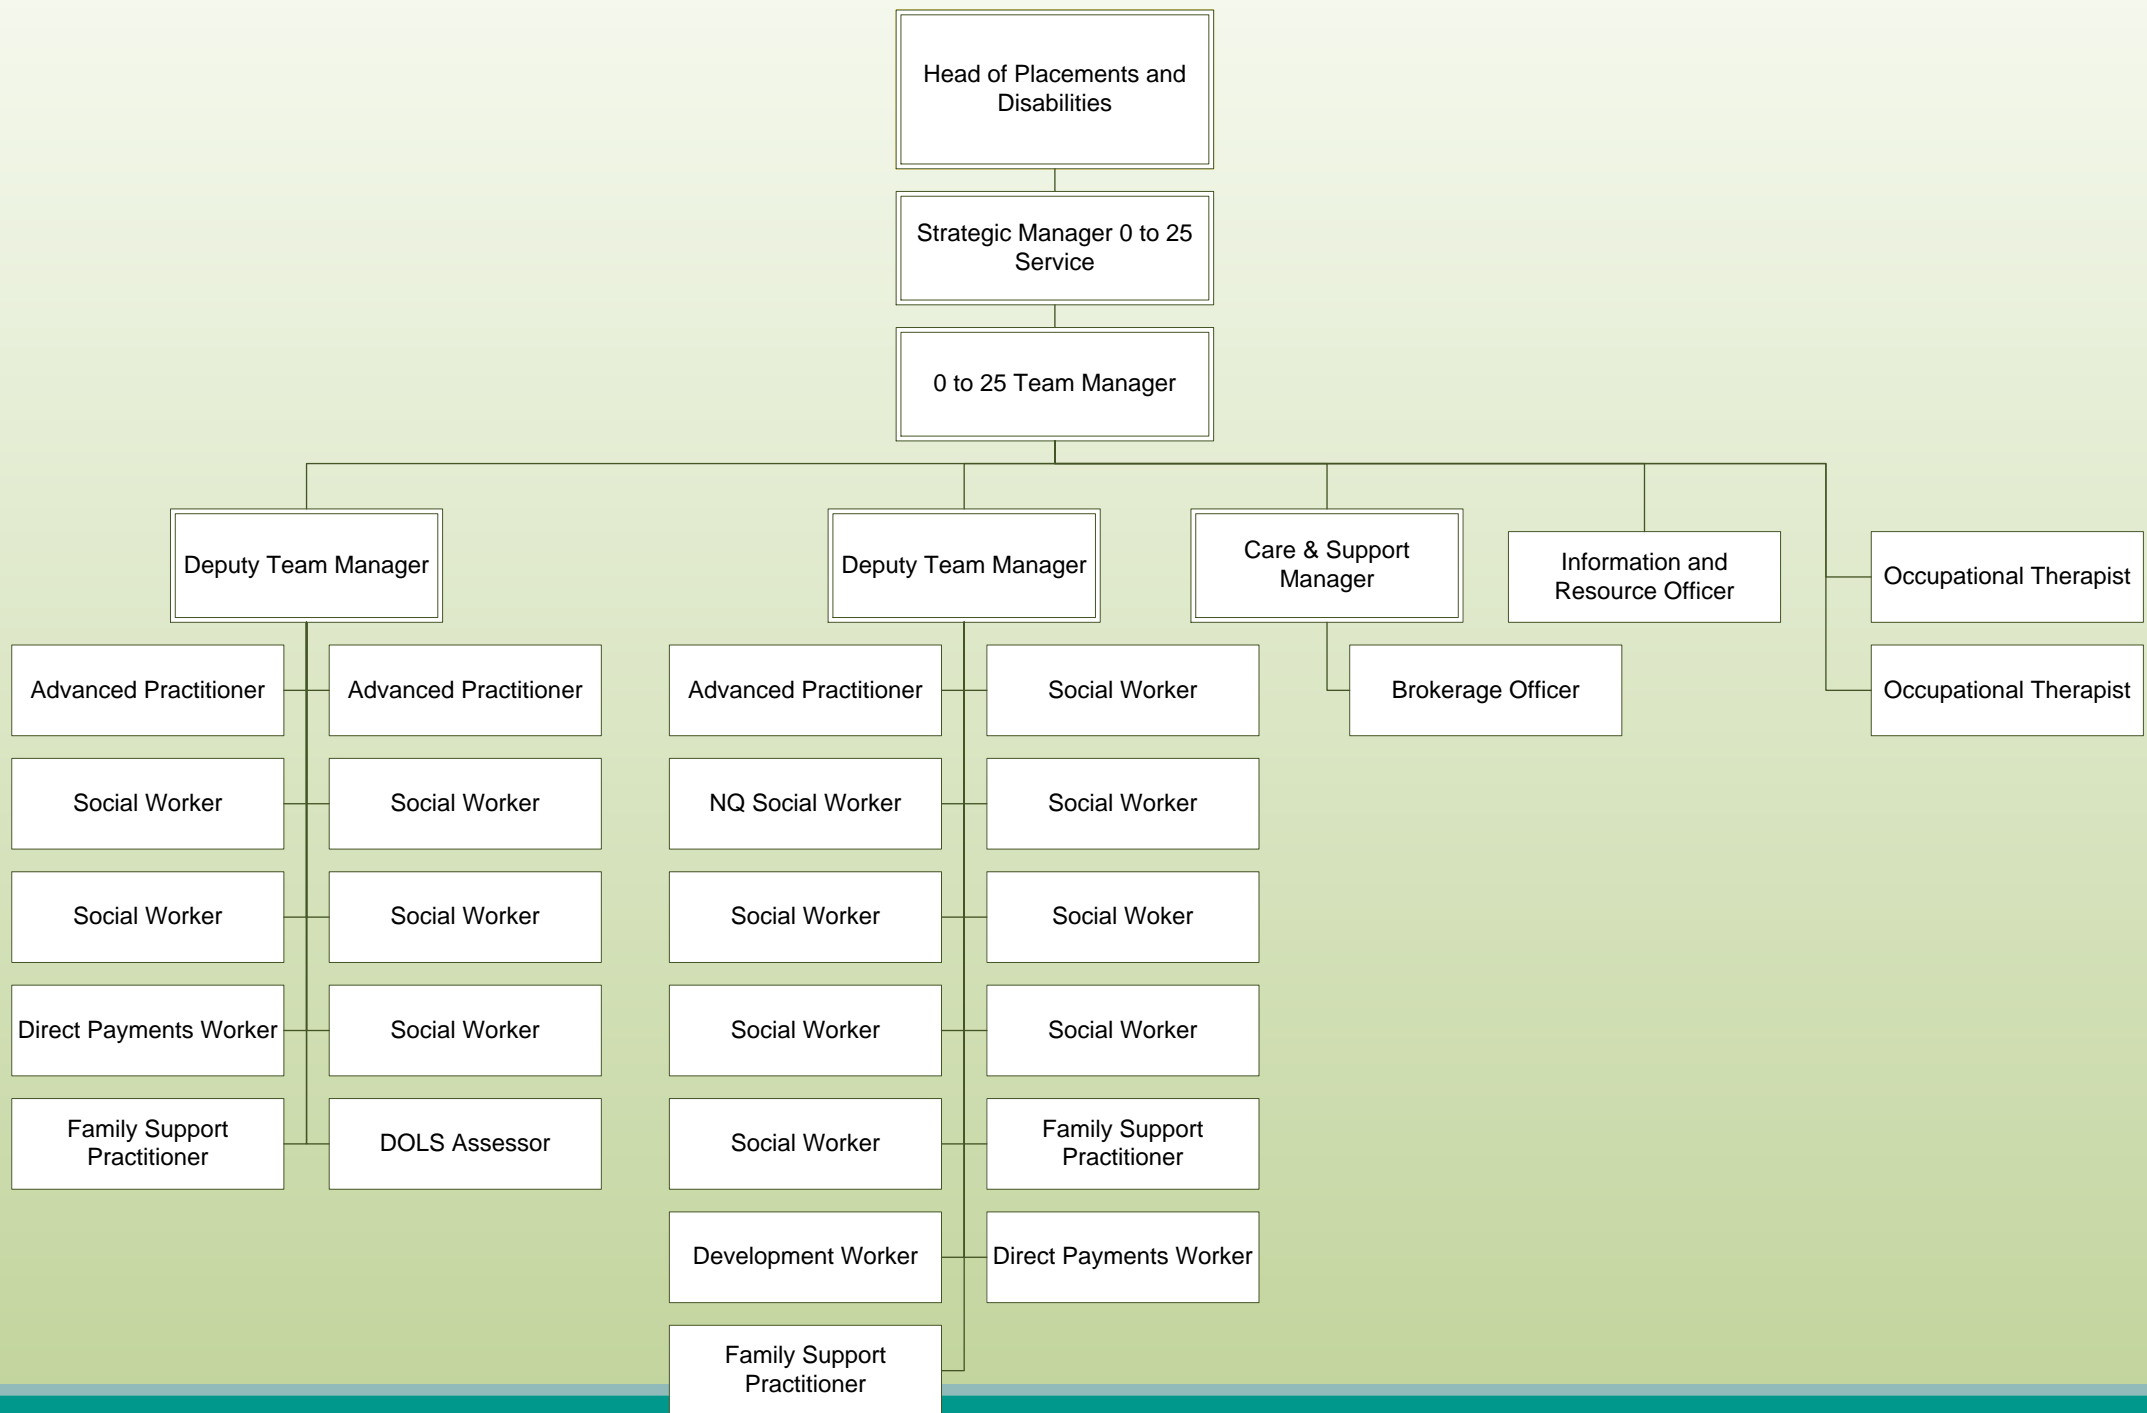 Head of Placements and
Disabilities
Strategic Manager 0 to 25
Service
0 to 25 Team Manager
Deputy Team Manager
Deputy Team Manager
Care & Support
Manager
Information and
Resource Officer
Occupational Therapist
Advanced Practitioner
Advanced Practitioner
Advanced Practitioner
Social Worker
Brokerage Officer
Occupational Therapist
Social Worker
Social Worker
NQ Social Worker
Social Worker
Social Worker
Social Worker
Social Worker
Social Woker
Direct Payments Worker
Social Worker
Social Worker
Social Worker
Family Support
Practitioner
DOLS Assessor
Social Worker
Family Support
Practitioner
Development Worker
Direct Payments Worker
Family Support
Practitioner